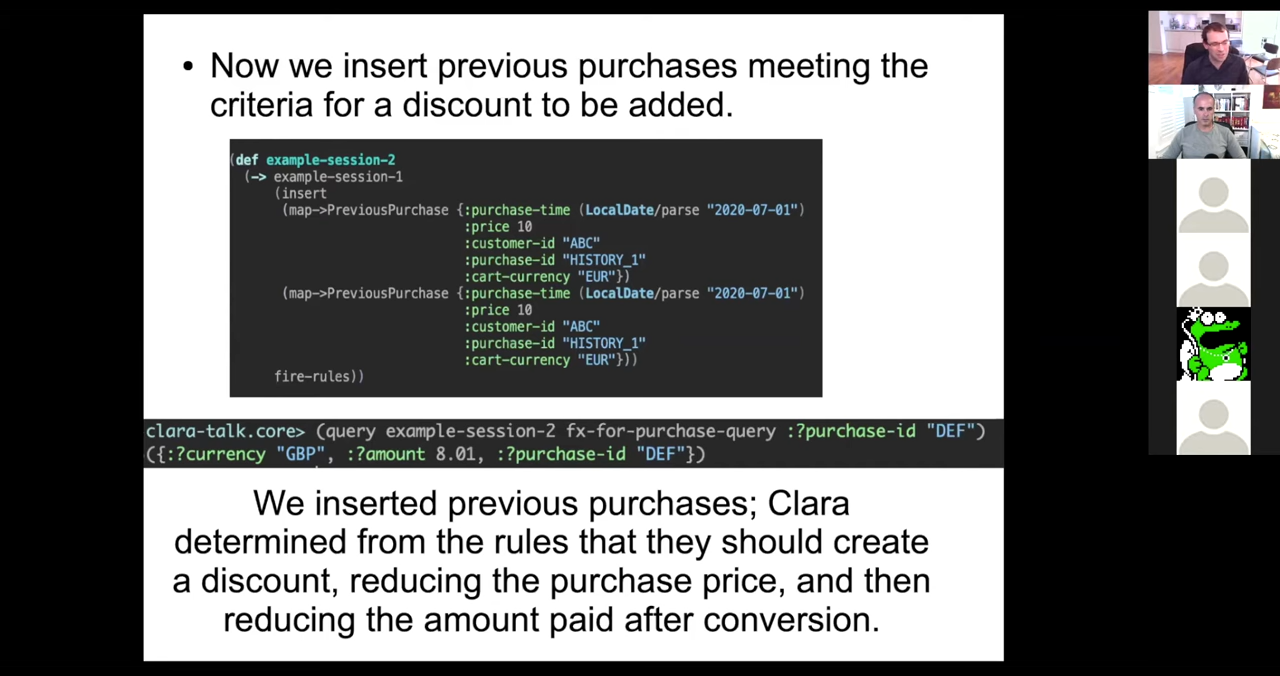 • Now we insert previous purchases meeting the
criteria for a discount to be added.
(def example-session-2
(-> example-session-1
(insert
(map->PreviousPurchase {:purchase-time (LocalDate/parse "2020-07-01")
:price 10
:customer-id "ABC"
:purchase-id "HISTORY_1"
:cart-currency "EUR"})
(map->PreviousPurchase {:purchase-time (LocalDate/parse "2020-07-01")
:price 10
:customer-id "ABC"
:purchase-id "HISTORY_1"
:cart-currency "EUR"}))
fire-rules))
clara-talk.core> (query example-session-2 fx-for-purchase-query :?purchase-id "DEF")
({:?currency "GBP", :?amount 8.01, :?purchase-id "DEF"})
We inserted previous purchases; Clara
determined from the rules that they should create
a discount, reducing the purchase price, and then
reducing the amount paid after conversion.